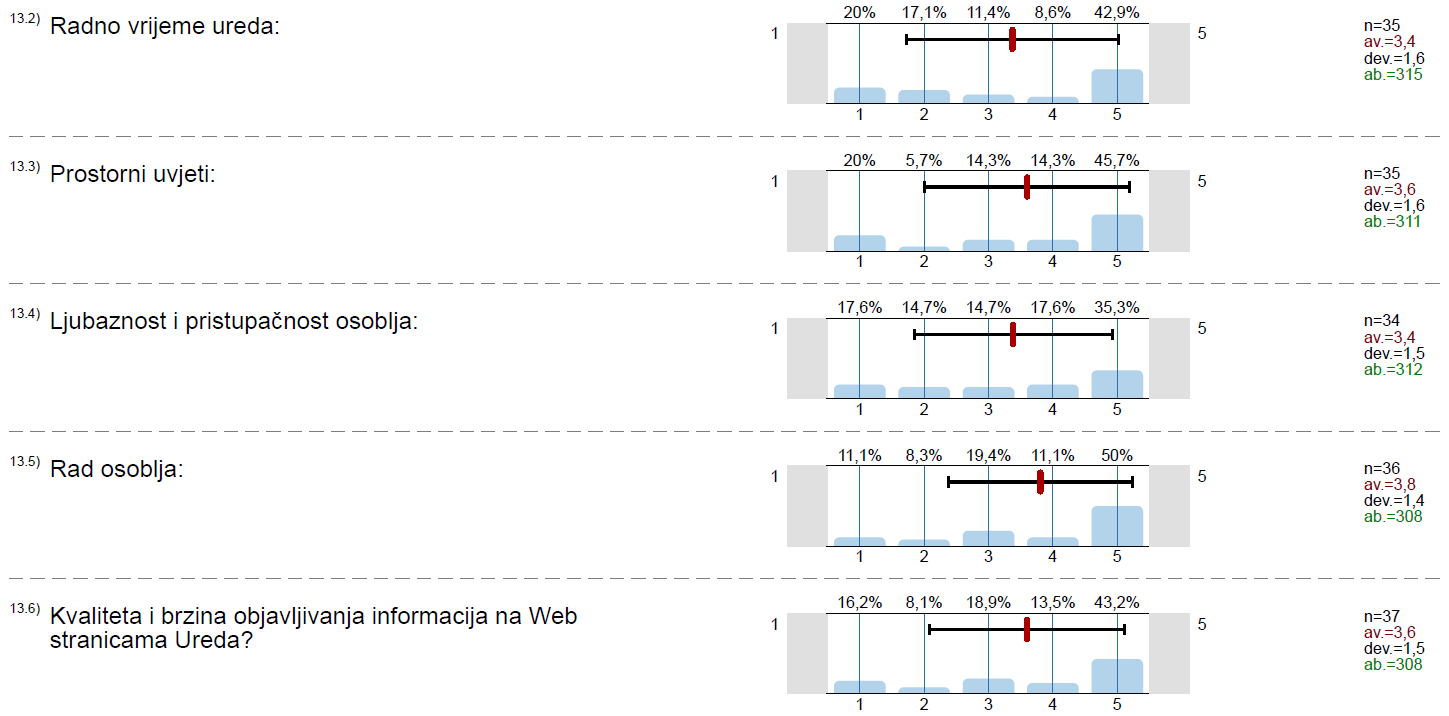 13.2) Radno vrijeme ureda:
20% 17,1% 11,4% 8,6% 42,9%
1 5
1 2 3 4 5
n=35
av.=3,4
dev.=1,6
ab.=315
13.3) Prostorni uvjeti:
20% 5,7% 14,3% 14,3% 45,7%
1 5
1 2 3 4 5
n=35
av.=3,6
dev.=1,6
ab.=311
13.4) Ljubaznost i pristupačnost osoblja:
17,6% 14,7% 14,7% 17,6% 35,3%
1 5
1 2 3 4 5
n=34
av.=3,4
dev.=1,5
ab.=312
13.5) Rad osoblja:
11,1% 8,3% 19,4% 11,1% 50%
1 5
1 2 3 4 5
n=36
av.=3,8
dev.=1,4
ab.=308
13.6) Kvaliteta i brzina objavljivanja informacija na Web
stranicama Ureda?
16,2% 8,1% 18,9% 13,5% 43,2%
1 5
1 2 3 4 5
n=37
av.=3,6
dev.=1,5
ab.=308